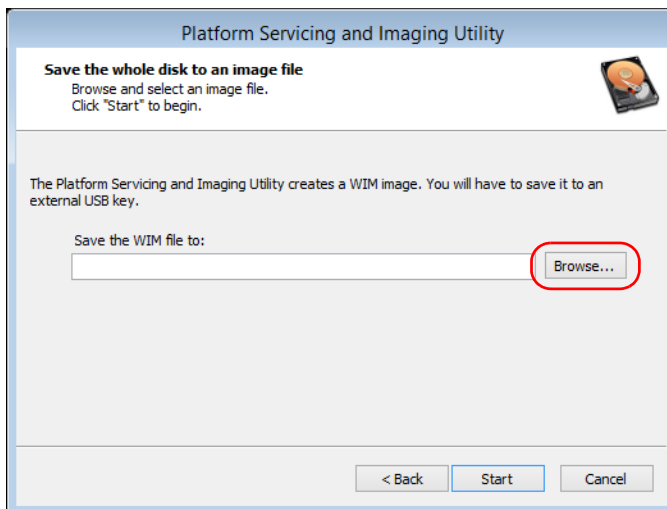 Platform Servicing and Imaging Utility
Save the whole disk to an image file
Browse and select an image file.
Click "Start" to begin.
The Platform Servicing and Imaging Utility creates a WIM image. You will have to save it to an
external USB key.
Save the WIM file to:
Browse...
< Back
Start
Cancel